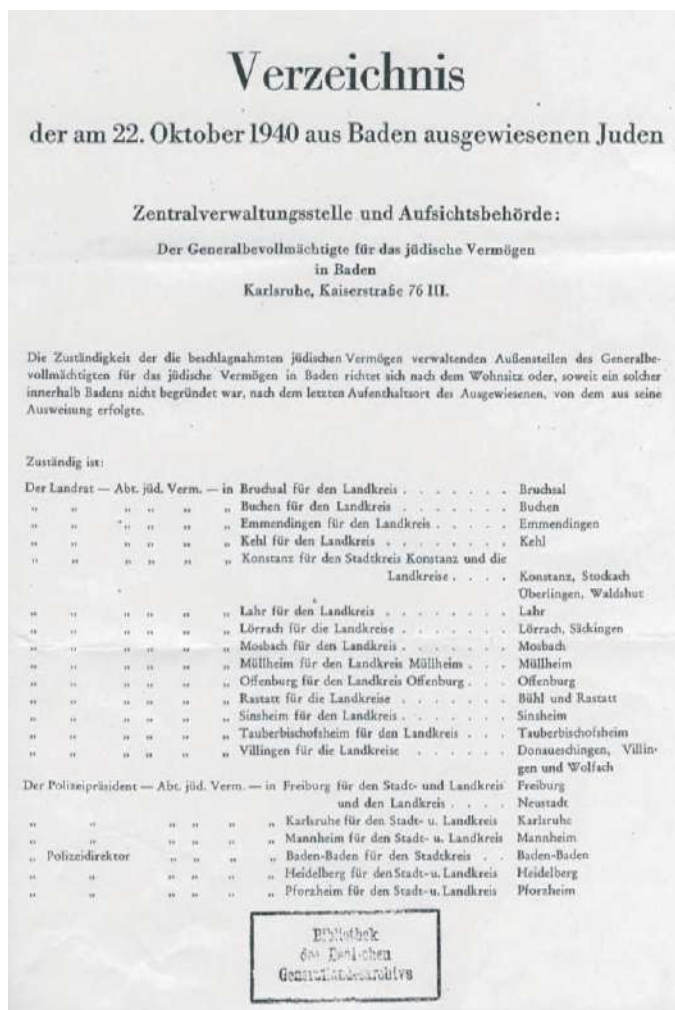 Verzeichnis
der am 22. Oktober 1940 aus Baden ausgewiesenen Juden
Zentralverwaltungsstelle und Aufsichtsbehörde:
Der Generalbevollmächtigte für das jüdische Vermögen
in Baden
Karlsruhe, Kaiserstraße 76 III.
Die Zuständigkeit der die beschlagnahmten jüdischen Vermögen verwaltenden Außenstellen des Generalbe-
vollmächtigten für das jüdische Vermögen in Baden richtet sich nach dem Wohnsitz oder, soweit ein solcher
innerhalb Badens nicht begründet war, nach dem letzten Aufenthaltsort des Ausgewiesenen, von dem aus seine
Ausweisung erfolgte.
Zuständig ist:
Der Landrat — Abt. jüd. Verm. — in Bruchsal für den Landkreis . . . . . . . Bruchsal
„ „ „ „ „ „ Buchen für den Landkreis . . . . . . . Buchen
„ „ „ „ „ „ Emmendingen für den Landkreis . . . . . Emmendingen
„ „ „ „ „ „ Kehl für den Landkreis . . . . . . . . Kehl
„ „ „ „ „ „ Konstanz für den Stadtkreis Konstanz und die
Landkreise . . . . Konstanz, Stockach
Überlingen, Waldshut
„ „ „ „ „ „ Lahr für den Landkreis . . . . . . . . Lahr
„ „ „ „ „ „ Lörrach für die Landkreise . . . . . . . Lörrach, Säckingen
„ „ „ „ „ „ Mosbach für den Landkreis . . . . . . . Mosbach
„ „ „ „ „ „ Müllheim für den Landkreis Müllheim . . . Müllheim
„ „ „ „ „ „ Offenburg für den Landkreis Offenburg . . . Offenburg
„ „ „ „ „ „ Rastatt für die Landkreise . . . . . . . Bühl und Rastatt
„ „ „ „ „ „ Sinsheim für den Landkreis . . . . . . . Sinsheim
„ „ „ „ „ „ Tauberbischofsheim für den Landkreis . . . Tauberbischofsheim
„ „ „ „ „ „ Villingen für die Landkreise . . . . . . Donaueschingen, Villin-
gen und Wolfach
Der Polizeipräsident — Abt. jüd. Verm. — in Freiburg für den Stadt- und Landkreis Freiburg
und den Landkreis . . . . Neustadt
„ „ „ „ „ „ Karlsruhe für den Stadt- u. Landkreis Karlsruhe
„ „ „ „ „ „ Mannheim für den Stadt- u. Landkreis Mannheim
„ Polizeidirektor „ „ „ „ Baden-Baden für den Stadtkreis . . Baden-Baden
„ „ „ „ „ „ Heidelberg für den Stadt- u. Landkreis Heidelberg
„ „ „ „ „ „ Pforzheim für den Stadt- u. Landkreis Pforzheim
Bibliothek
des Badischen
Generallandesarchivs